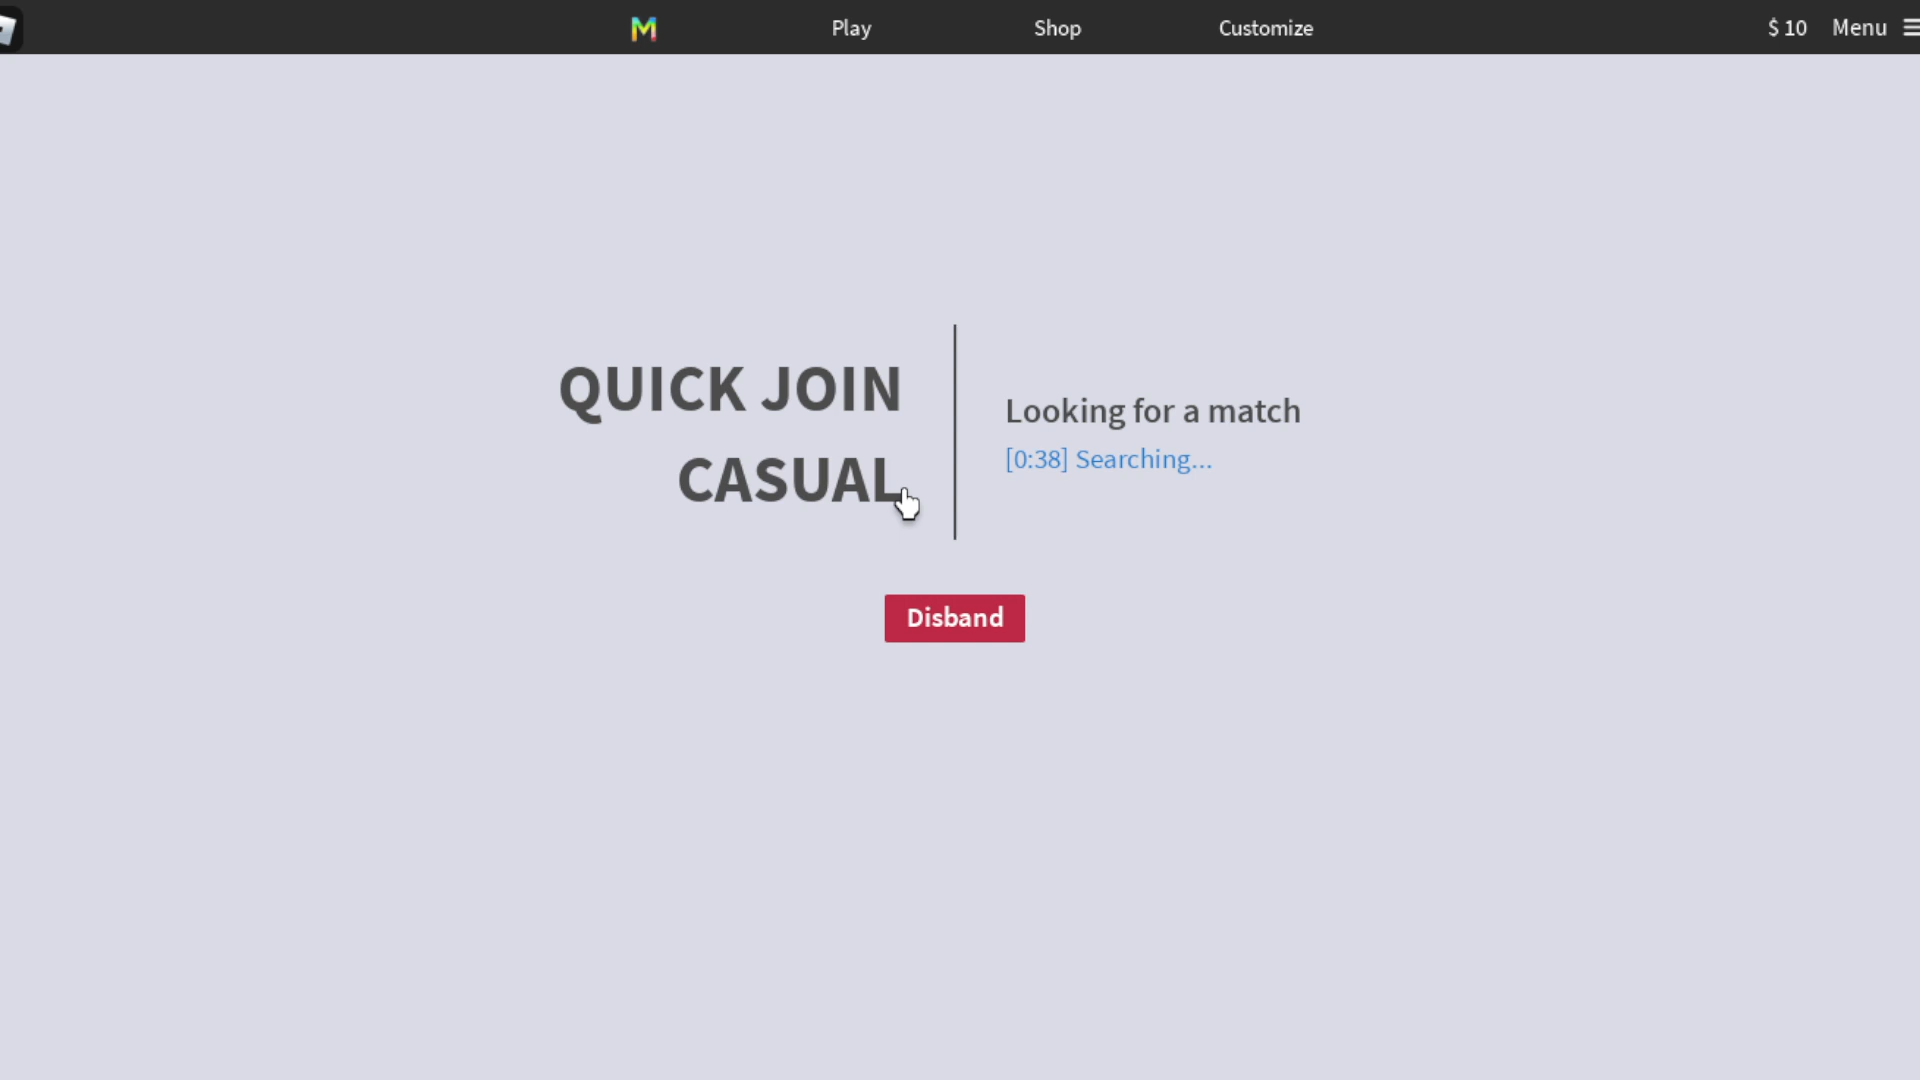 M Play Shop Customize $ 10 Menu
QUICK JOIN
CASUAL
Looking for a match
[0:38] Searching...
Disband